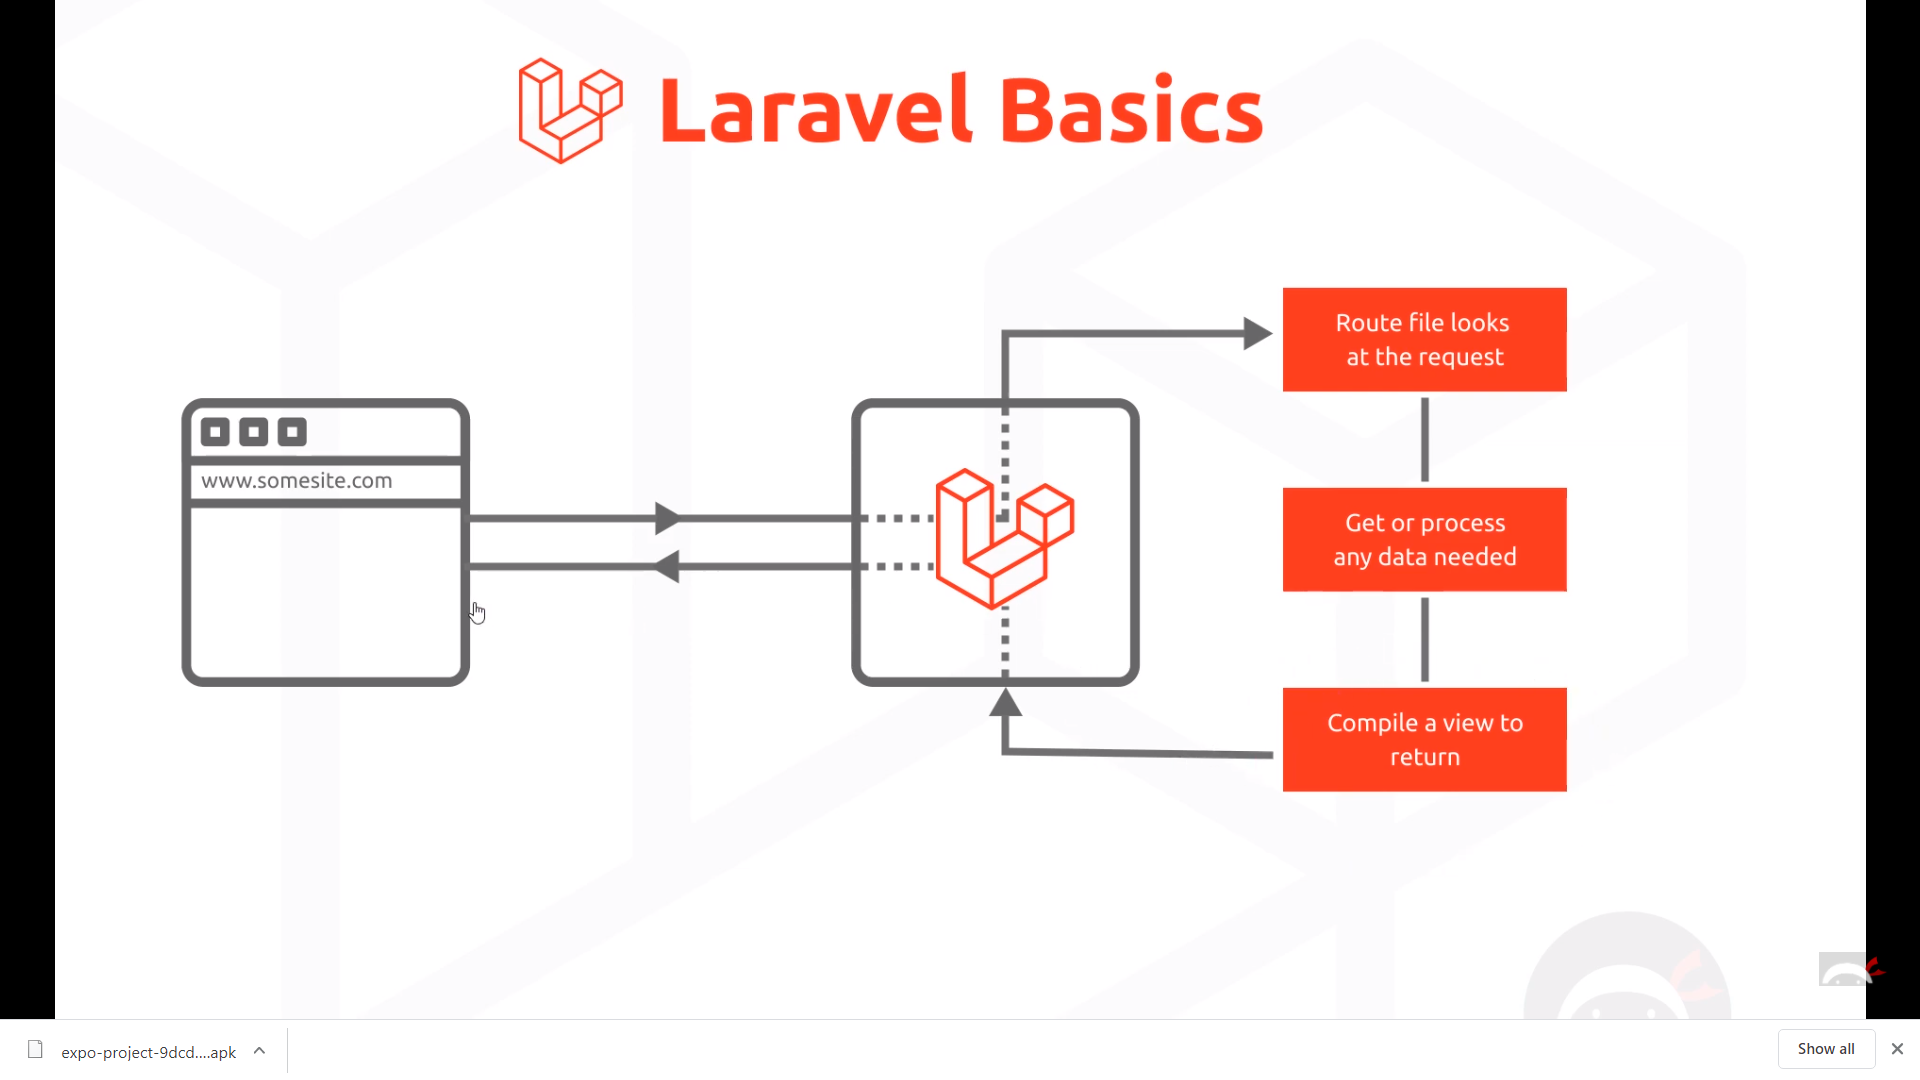 Laravel Basics
www.somesite.com
Route file looks
at the request
Get or process
any data needed
Compile a view to
return
expo-project-9dcd....apk
Show all